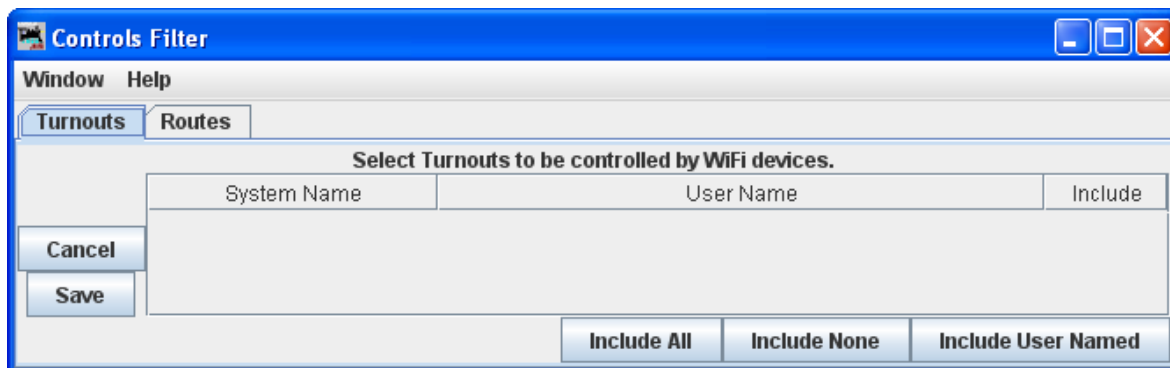 Controls Filter
Window Help
Turnouts Routes
Select Turnouts to be controlled by WiFi devices.
System Name User Name Include
Cancel
Save
Include All Include None Include User Named